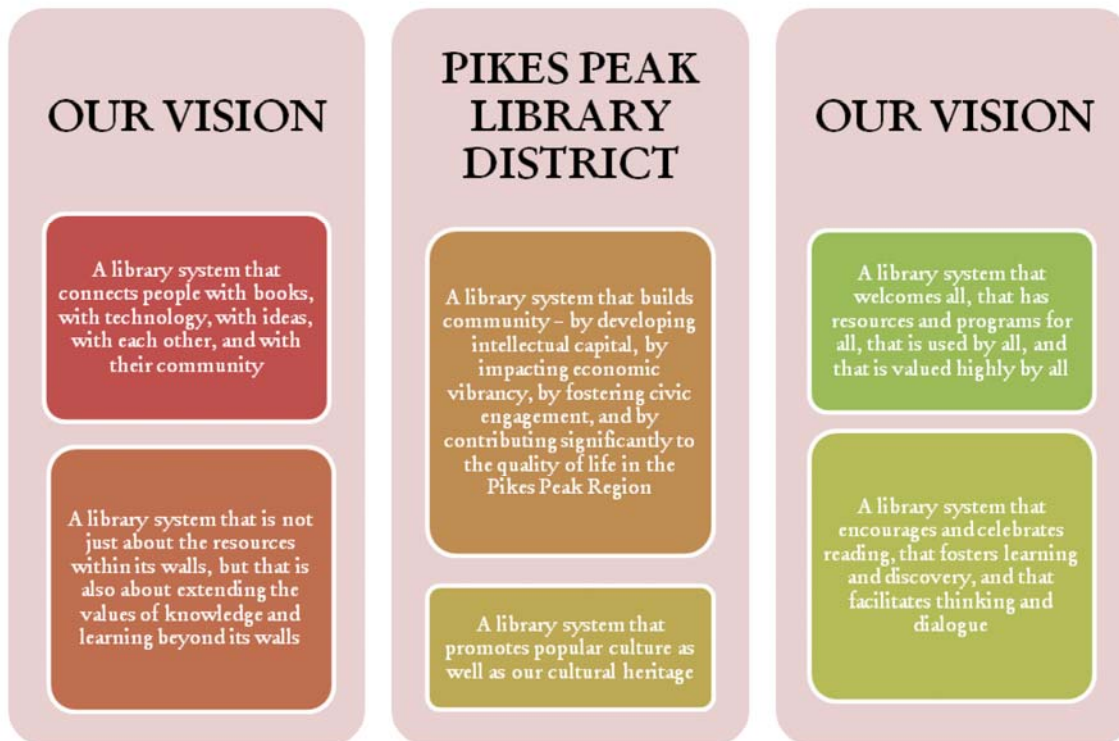 OUR VISION
A library system that
connects people with books,
with technology, with ideas,
with each other, and with
their community
A library system that is not
just about the resources
within its walls, but that is
also about extending the
values of knowledge and
learning beyond its walls
PIKES PEAK
LIBRARY
DISTRICT
A library system that builds
community – by developing
intellectual capital, by
impacting economic
vibrancy, by fostering civic
engagement, and by
contributing significantly to
the quality of life in the
Pikes Peak Region
A library system that
promotes popular culture as
well as our cultural heritage
OUR VISION
A library system that
welcomes all, that has
resources and programs for
all, that is used by all, and
that is valued highly by all
A library system that
encourages and celebrates
reading, that fosters learning
and discovery, and that
facilitates thinking and
dialogue